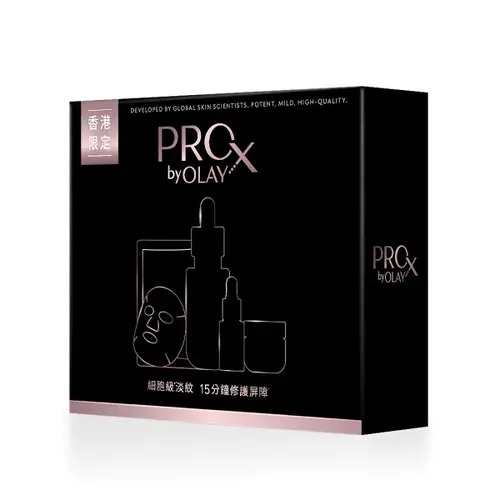 DEVELOPED BY GLOBAL SKIN SCIENTISTS. POTENT, MILD, HIGH-QUALITY.
香港
限定
PROX
by OLAY
細胞級*淡紋 15分鐘修護屏障^
PROX
by OLAY